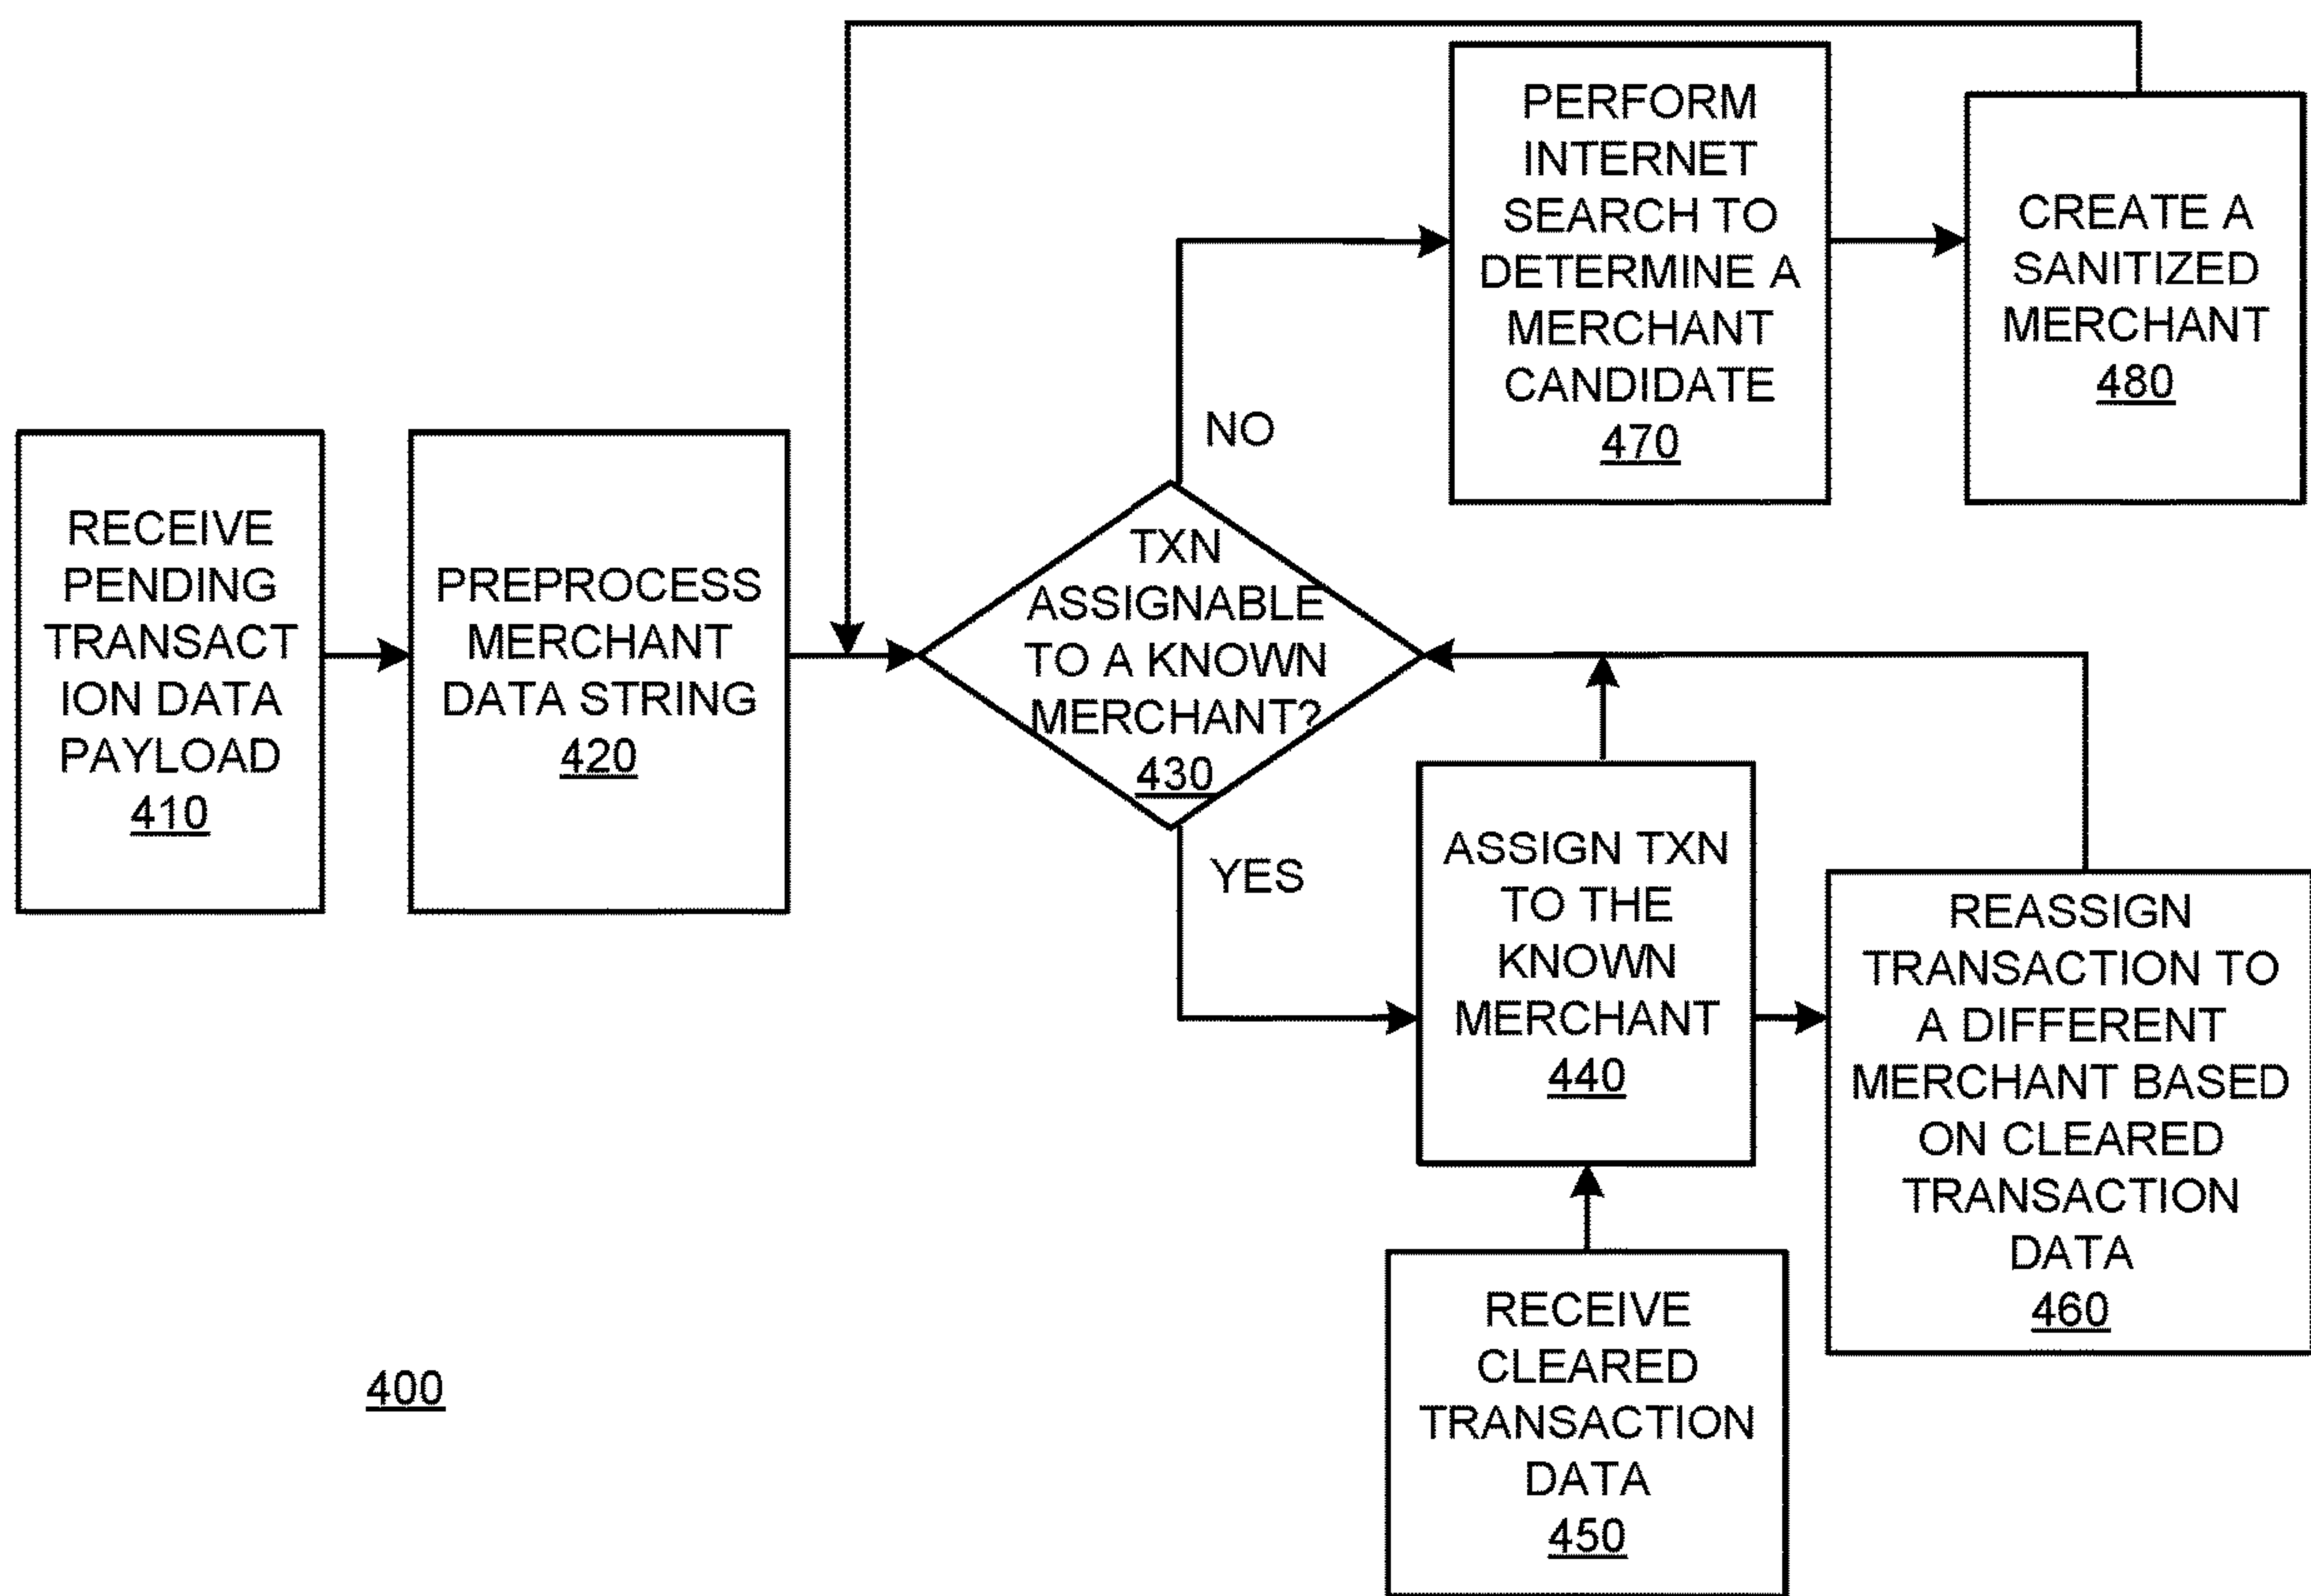 RECEIVE
PENDING
TRANSACT
ION DATA
PAYLOAD
410
PREPROCESS
MERCHANT
DATA STRING
420
TXN
ASSIGNABLE
TO A KNOWN
MERCHANT?
430
NO
YES
PERFORM
INTERNET
SEARCH TO
DETERMINE A
MERCHANT
CANDIDATE
470
CREATE A
SANITIZED
MERCHANT
480
ASSIGN TXN
TO THE
KNOWN
MERCHANT
440
REASSIGN
TRANSACTION TO
A DIFFERENT
MERCHANT BASED
ON CLEARED
TRANSACTION
DATA
460
RECEIVE
CLEARED
TRANSACTION
DATA
450
400